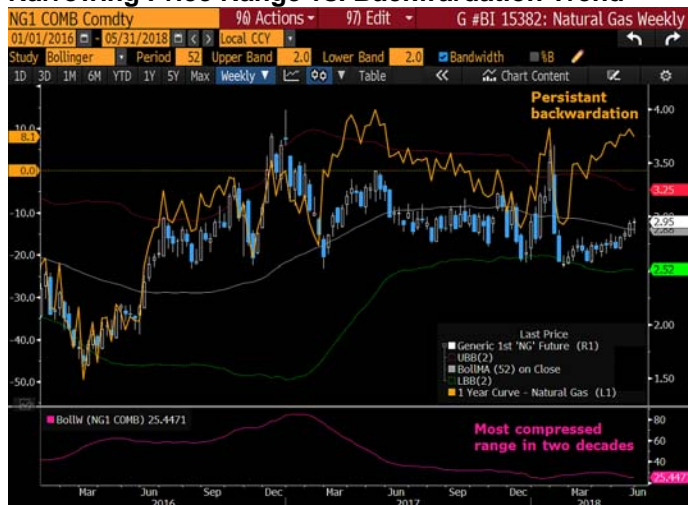 NG1 COMB Comdty 96) Actions 97) Edit G #BI 15382: Natural Gas Weekly
01/01/2016 - 05/31/2018 Local CCY
Study Bollinger Period 52 Upper Band 2.0 Lower Band 2.0 Bandwidth %B
1D 3D 1M 6M YTD 1Y 5Y Max Weekly Table Chart Content
Persistant
backwardation
4.00
10.0
8.1
3.50
0.0
3.25
-10.0
2.95
-20.0
2.52
-30.0
2.00
-40.0
1.50
-50.0
Last Price
Generic 1st 'NG' Future (R1)
UBB(2)
BollMA (52) on Close
LBB(2)
1 Year Curve - Natural Gas (L1)
BollW (NG1 COMB) 25.4471
Most compressed
range in two decades
80
60
40
25.447
Mar Jun Sep Dec Mar Jun Sep Dec Mar Jun
2016 2017 2018